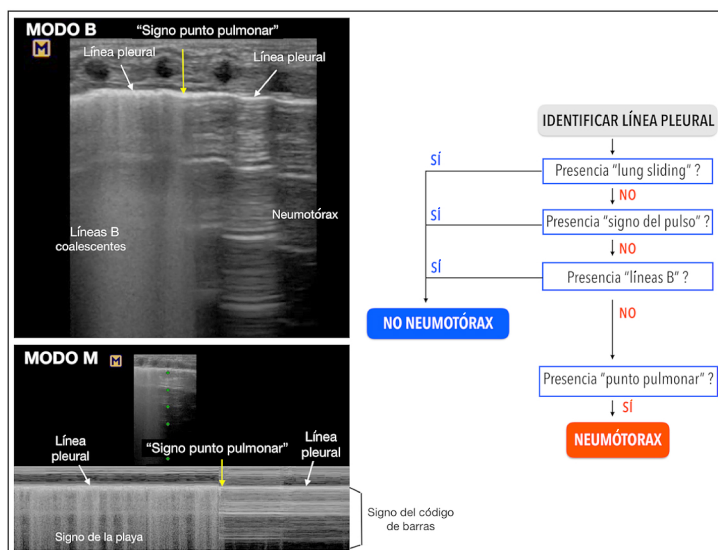 MODO B
M
"Signo punto pulmonar"
Línea pleural
Línea pleural
Líneas B
coalescentes
Neumotórax
MODO M
M
Línea
pleural
"Signo punto pulmonar"
Línea
pleural
Signo de la playa
Signo del código
de barras
IDENTIFICAR LÍNEA PLEURAL
SÍ
Presencia "lung sliding" ?
NO
SÍ
Presencia "signo del pulso" ?
NO
SÍ
Presencia "líneas B" ?
NO NEUMOTÓRAX
NO
Presencia "punto pulmonar" ?
SÍ
NEUMÓTORAX